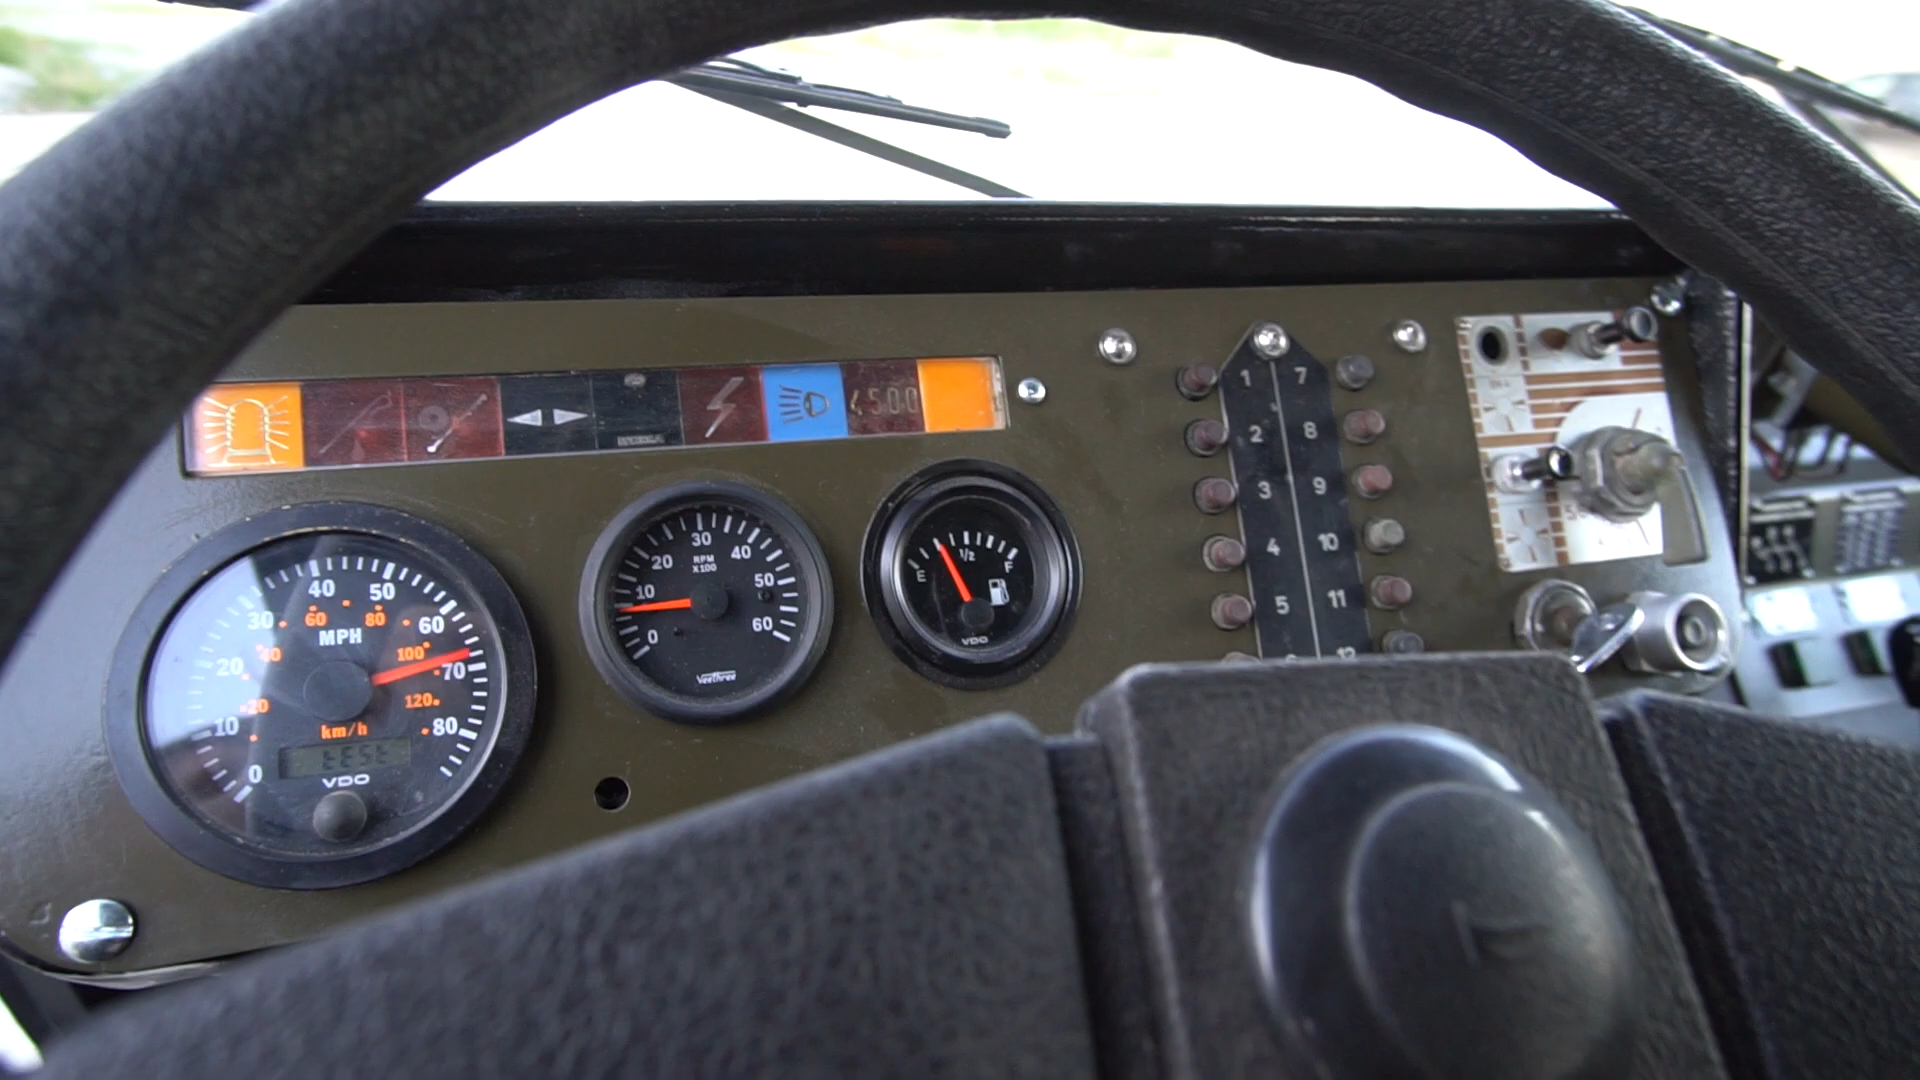 4500
1 7
2 8
3 9
4 10
5 11
12
10 20 30 40 50 60 70 80
0
20 40 60 80 100 120
MPH
km/h
VDO
0 10 20 30 40 50 60
RPM
X100
Veethree
E 1/2 F
VDO